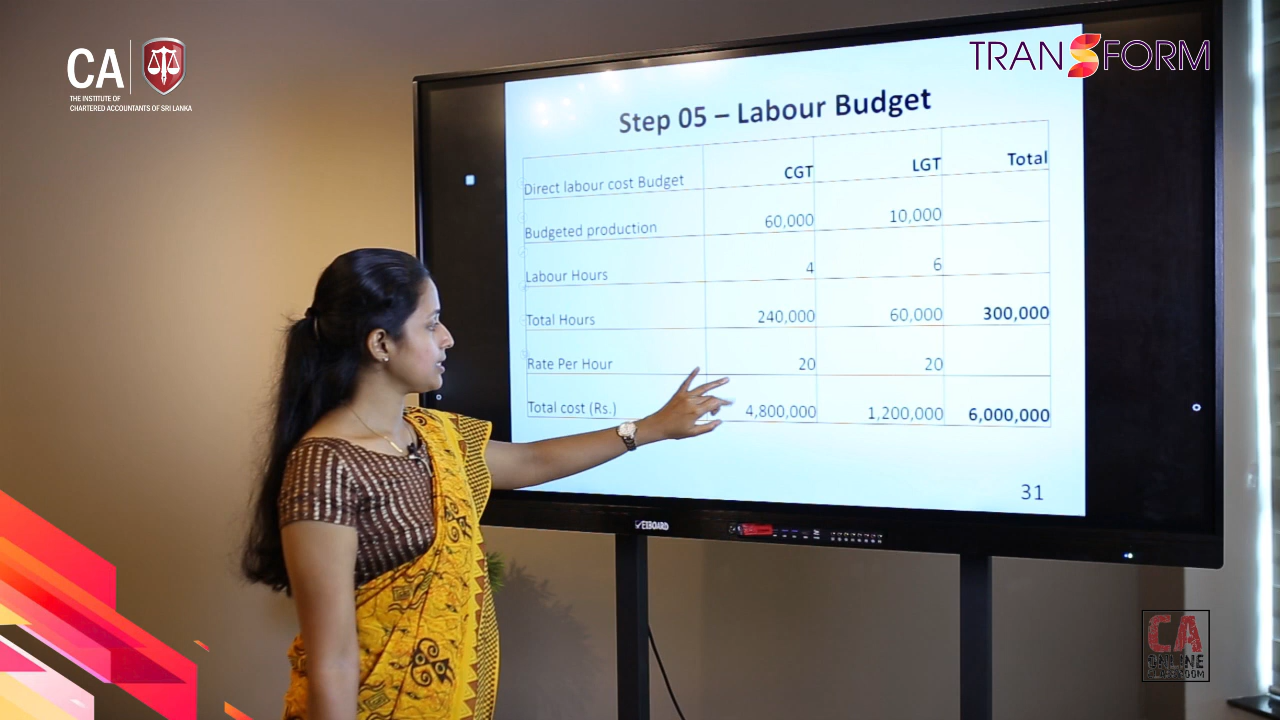 CA
THE INSTITUTE OF
CHARTERED ACCOUNTANTS OF SRI LANKA
TRANSFORM
Step 05 – Labour Budget
Direct labour cost Budget CGT LGT Total
Budgeted production 60,000 10,000
Labour Hours 4 6
Total Hours 240,000 60,000 300,000
Rate Per Hour 20 20
Total cost (Rs.) 4,800,000 1,200,000 6,000,000
31
VEXBOARD
CA
ONLINE
CLASSROOM